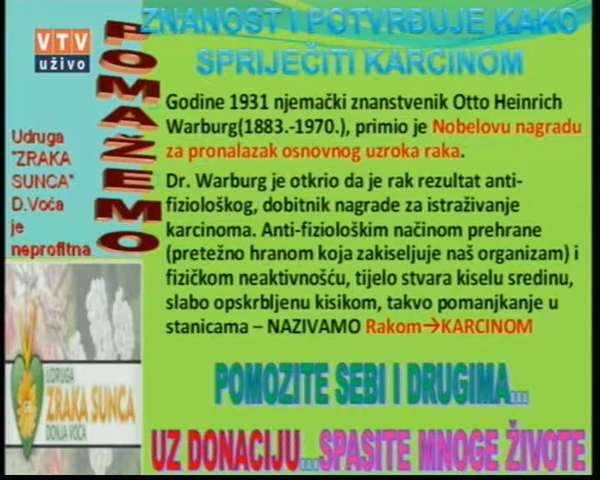 ZNANOST I POTVRĐUJE KAKO
SPRIJEČITI KARCINOM
VTV
uživo
POMAŽEMO
Udruga
"ZRAKA
SUNCA"
D.Voća
je
neprofitna
Godine 1931 njemački znanstvenik Otto Heinrich
Warburg(1883.-1970.), primio je Nobelovu nagradu
za pronalazak osnovnog uzroka raka.
Dr. Warburg je otkrio da je rak rezultat anti-
fiziološkog, dobitnik nagrade za istraživanje
karcinoma. Anti-fiziološkim načinom prehrane
(pretežno hranom koja zakiseljuje naš organizam) i
fizičkom neaktivnošću, tijelo stvara kiselu sredinu,
slabo opskrbljenu kisikom, takvo pomanjkanje u
stanicama – NAZIVAMO Rakom→KARCINOM
UDRUGA
ZRAKA SUNCA
DONJA VOĆA
POMOZITE SEBI I DRUGIMA...
UZ DONACIJU...SPASITE MNOGE ŽIVOTE